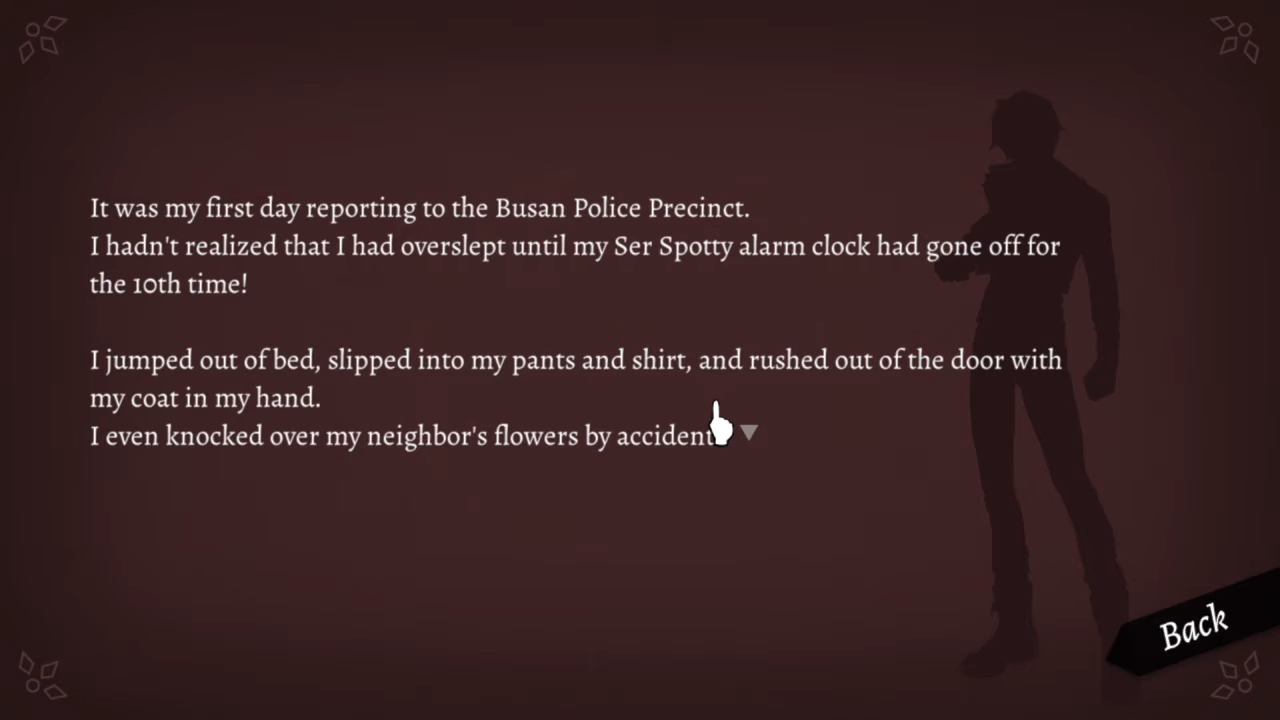 It was my first day reporting to the Busan Police Precinct.
I hadn't realized that I had overslept until my Ser Spotty alarm clock had gone off for
the 10th time!
I jumped out of bed, slipped into my pants and shirt, and rushed out of the door with
my coat in my hand.
I even knocked over my neighbor's flowers by accident
Back